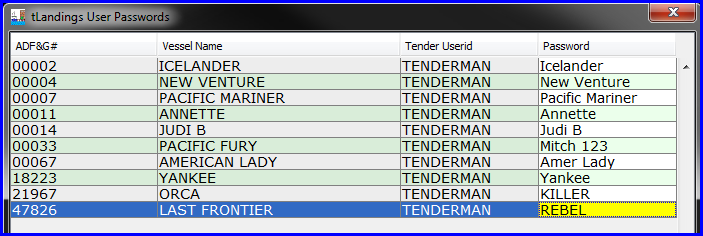 tLandings User Passwords
ADF&G# Vessel Name Tender Userid Password
00002 ICELANDER TENDERMAN Icelander
00004 NEW VENTURE TENDERMAN New Venture
00007 PACIFIC MARINER TENDERMAN Pacific Mariner
00011 ANNETTE TENDERMAN Annette
00014 JUDI B TENDERMAN Judi B
00033 PACIFIC FURY TENDERMAN Mitch 123
00067 AMERICAN LADY TENDERMAN Amer Lady
18223 YANKEE TENDERMAN Yankee
21967 ORCA TENDERMAN KILLER
47826 LAST FRONTIER TENDERMAN REBEL